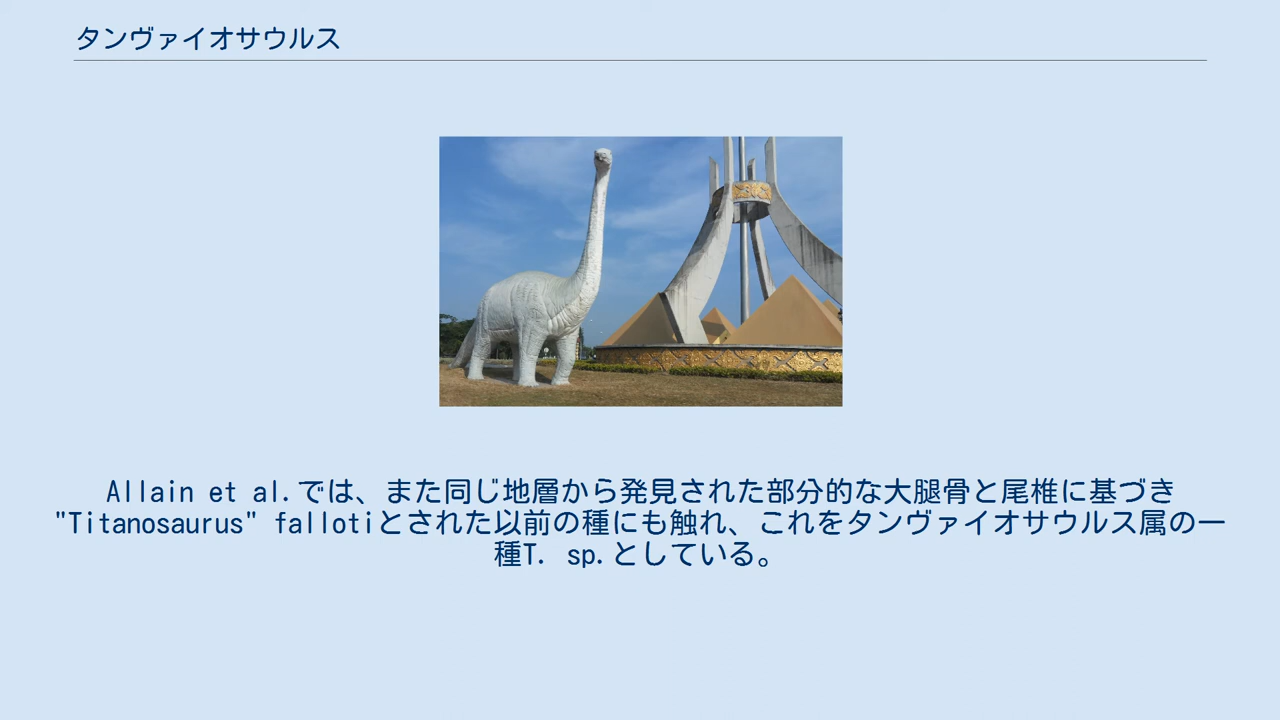 タンヴァイオサウルス
Allain et al.では、また同じ地層から発見された部分的な大腿骨と尾椎に基づき
"Titanosaurus" fallotiとされた以前の種にも触れ、これをタンヴァイオサウルス属の一
種T. sp.としている。